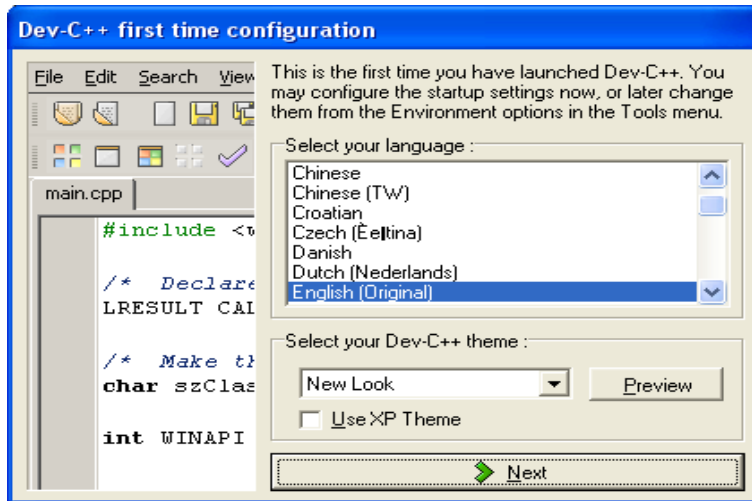 Dev-C++ first time configuration
File Edit Search View
main.cpp
#include <w
/* Declare
LRESULT CAL
/* Make th
char szClas
int WINAPI
This is the first time you have launched Dev-C++. You
may configure the startup settings now, or later change
them from the Environment options in the Tools menu.
Select your language :
Chinese
Chinese (TW)
Croatian
Czech (Èeľtina)
Danish
Dutch (Nederlands)
English (Original)
Select your Dev-C++ theme :
New Look
Preview
Use XP Theme
Next